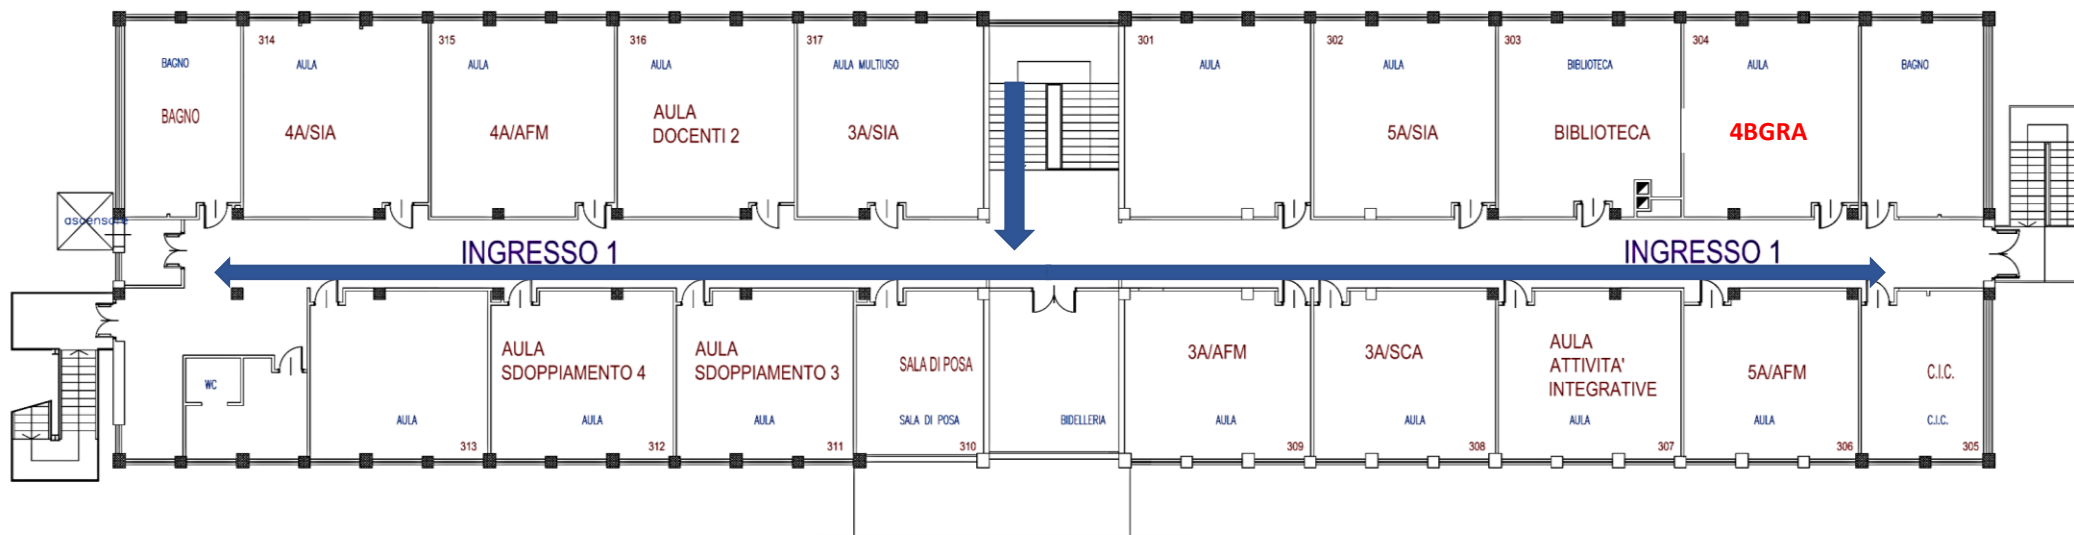 314
315
316
317
301
302
303
304
BAGNO
AULA
AULA
AULA
AULA MULTIUSO
AULA
AULA
BIBLIOTECA
AULA
BAGNO
BAGNO
4A/SIA
4A/AFM
AULA
DOCENTI 2
3A/SIA
5A/SIA
BIBLIOTECA
4BGRA
ascensore
INGRESSO 1
INGRESSO 1
WC
AULA
SDOPPIAMENTO 4
AULA
SDOPPIAMENTO 3
SALA DI POSA
3A/AFM
3A/SCA
AULA
ATTIVITA'
INTEGRATIVE
5A/AFM
C.I.C.
AULA
AULA
AULA
SALA DI POSA
BIDELLERIA
AULA
AULA
AULA
AULA
C.I.C.
313
312
311
310
309
308
307
306
305